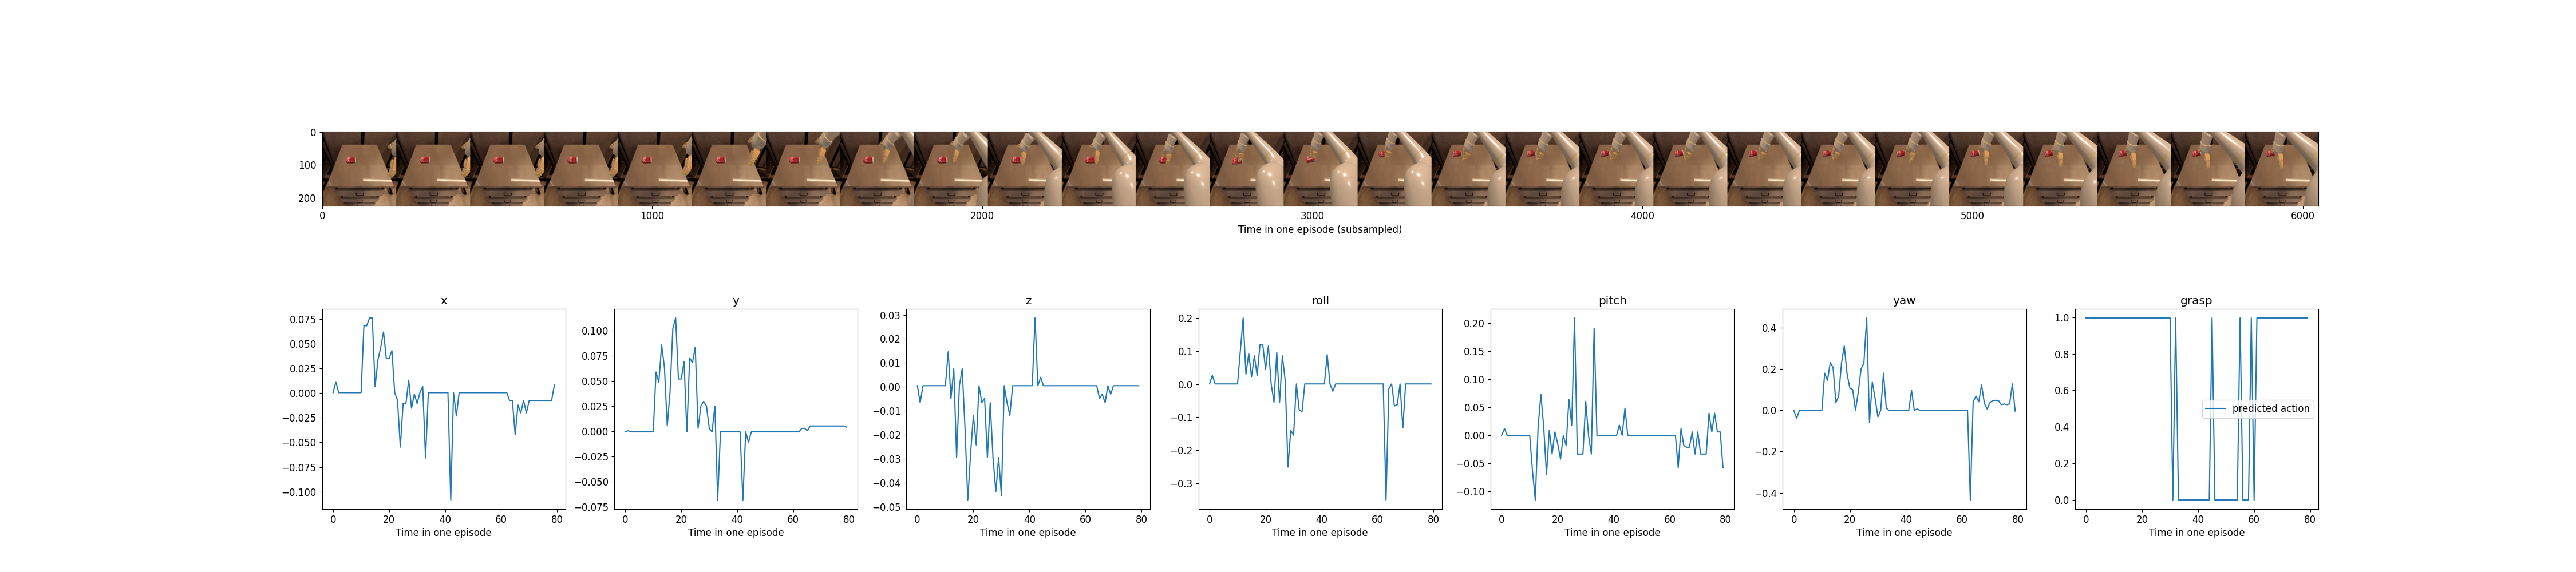 0
100
200
0 1000 2000 3000 4000 5000 6000
Time in one episode (subsampled)
x y z roll pitch yaw grasp
0.075
0.050
0.025
0.000
−0.025
−0.050
−0.075
−0.100
0 20 40 60 80
Time in one episode
0.100
0.075
0.050
0.025
0.000
−0.025
−0.050
−0.075
0 20 40 60 80
Time in one episode
0.03
0.02
0.01
0.00
−0.01
−0.02
−0.03
−0.04
−0.05
0 20 40 60 80
Time in one episode
0.2
0.1
0.0
−0.1
−0.2
−0.3
0 20 40 60 80
Time in one episode
0.20
0.15
0.10
0.05
0.00
−0.05
−0.10
0 20 40 60 80
Time in one episode
0.4
0.2
0.0
−0.2
−0.4
0 20 40 60 80
Time in one episode
1.0
0.8
0.6
0.4
0.2
0.0
predicted action
0 20 40 60 80
Time in one episode